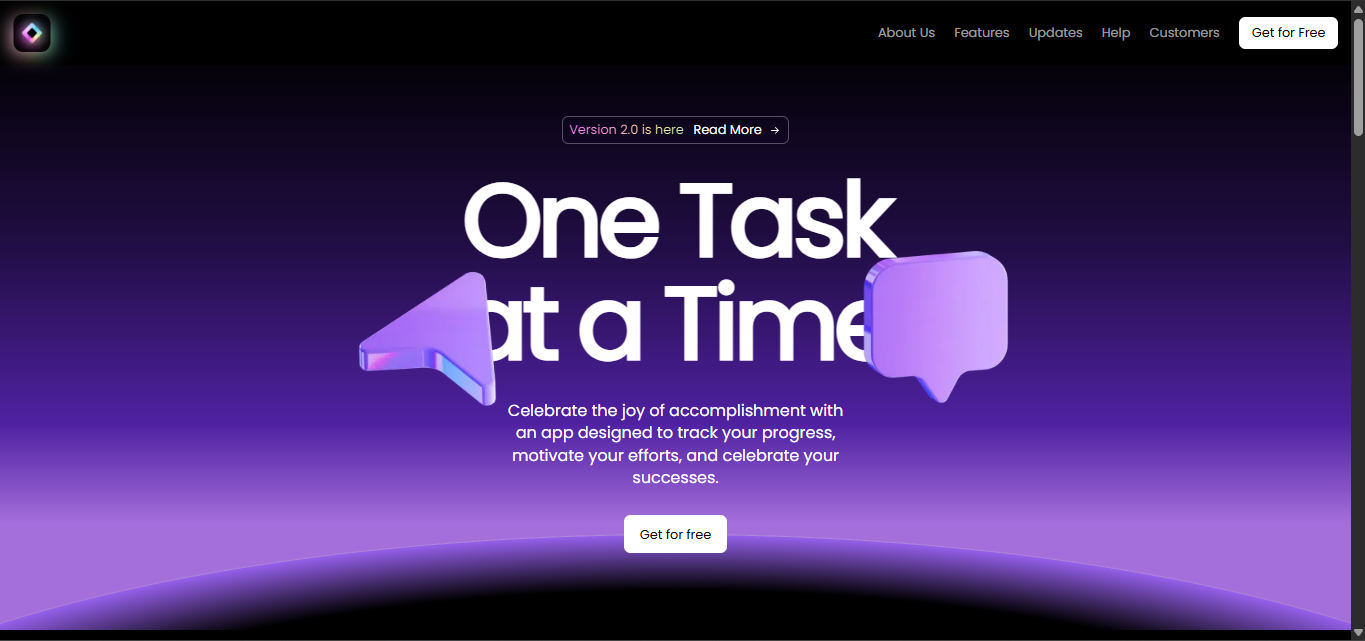 About Us Features Updates Help Customers Get for Free
Version 2.0 is here Read More →
One Task
at a Time
Celebrate the joy of accomplishment with
an app designed to track your progress,
motivate your efforts, and celebrate your
successes.
Get for free